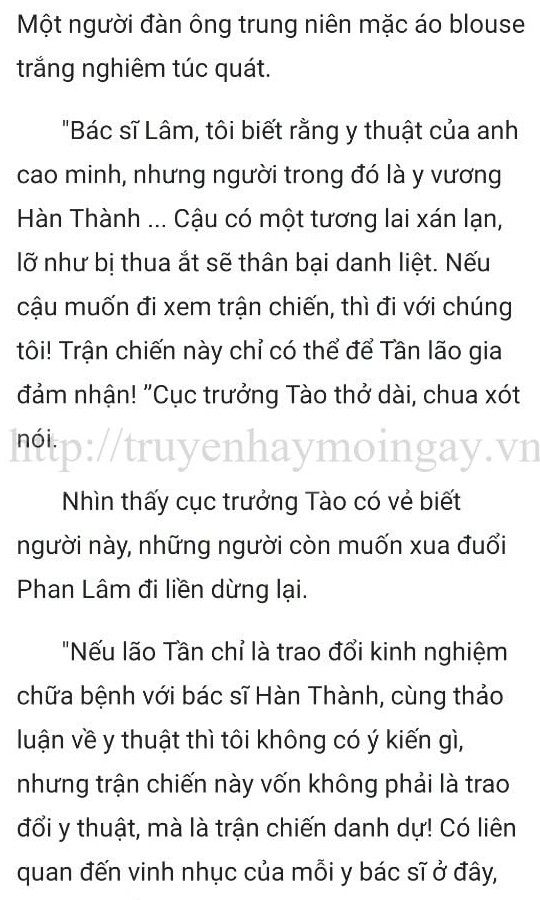 Một người đàn ông trung niên mặc áo blouse
trắng nghiêm túc quát.
"Bác sĩ Lâm, tôi biết rằng y thuật của anh
cao minh, nhưng người trong đó là y vương
Hàn Thành ... Cậu có một tương lai xán lạn,
lỡ như bị thua ắt sẽ thân bại danh liệt. Nếu
cậu muốn đi xem trận chiến, thì đi với chúng
tôi! Trận chiến này chỉ có thể để Tần lão gia
đảm nhận! "Cục trưởng Tào thở dài, chua xót
nói.
http://truyenhaymoingay.vn
Nhìn thấy cục trưởng Tào có vẻ biết
người này, những người còn muốn xua đuổi
Phan Lâm đi liền dừng lại.
"Nếu lão Tần chỉ là trao đổi kinh nghiệm
chữa bệnh với bác sĩ Hàn Thành, cùng thảo
luận về y thuật thì tôi không có ý kiến gì,
nhưng trận chiến này vốn không phải là trao
đổi y thuật, mà là trận chiến danh dự! Có liên
quan đến vinh nhục của mỗi y bác sĩ ở đây,